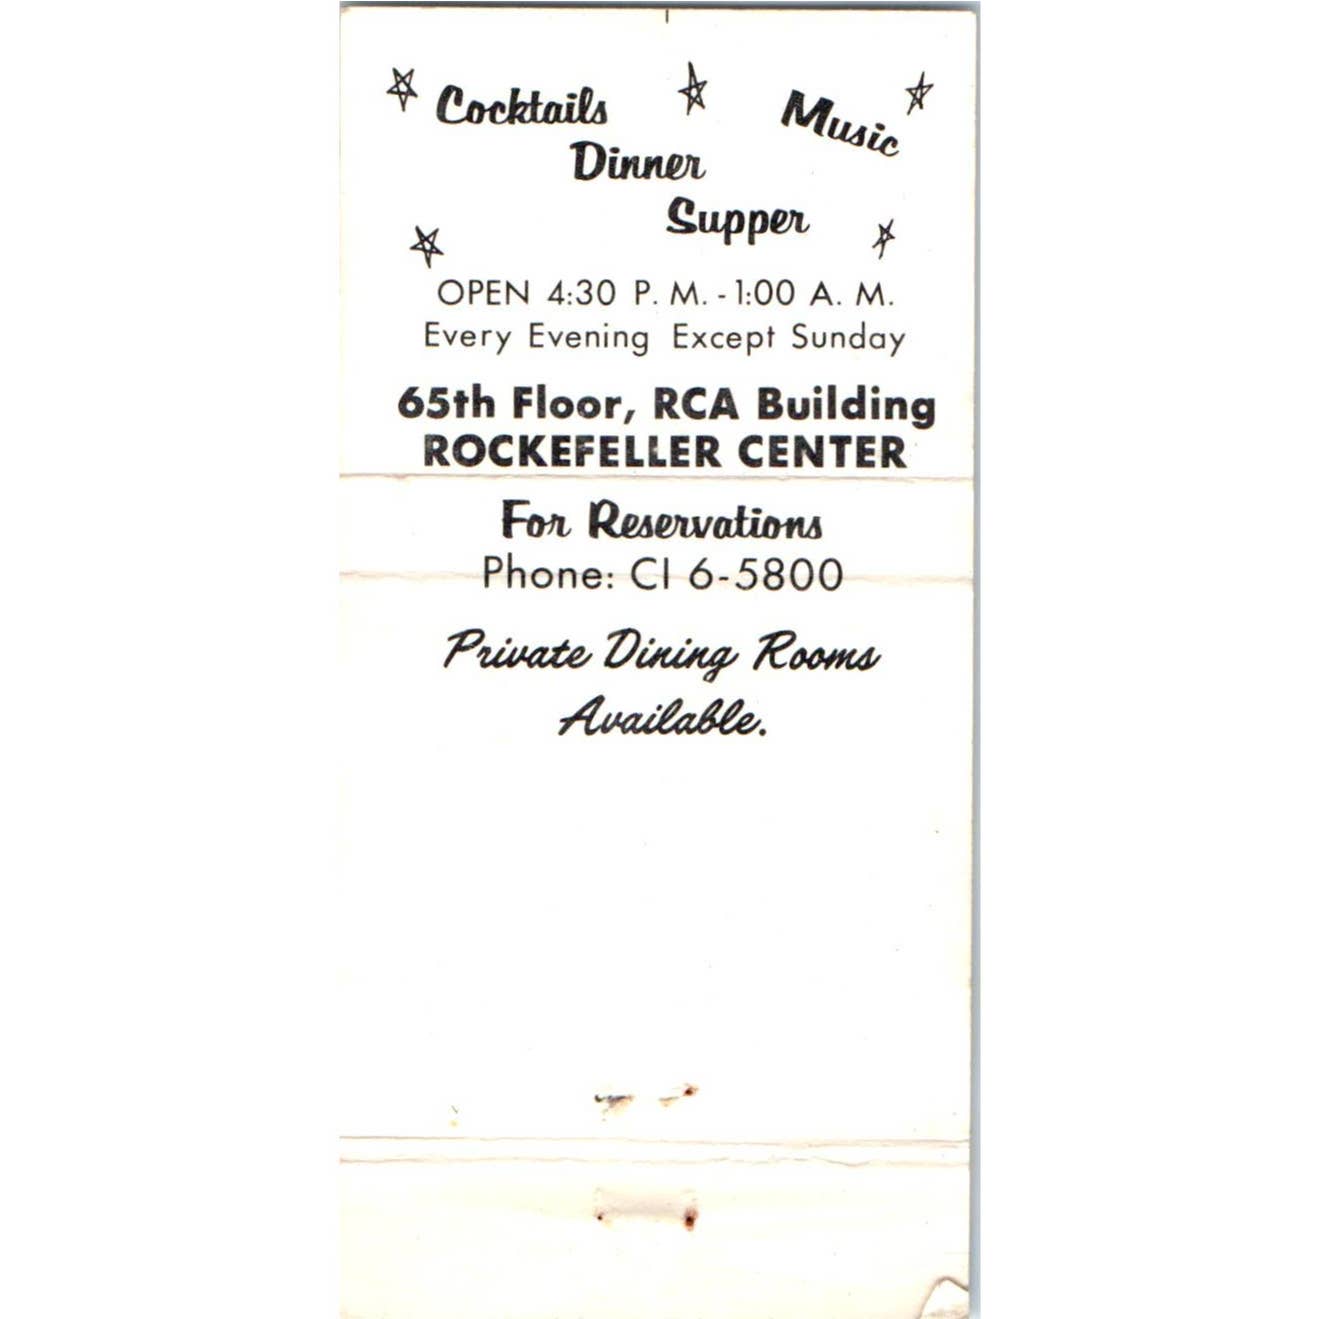 Cocktails
Music
Dinner
Supper
OPEN 4:30 P. M. - 1:00 A. M.
Every Evening Except Sunday
65th Floor, RCA Building
ROCKEFELLER CENTER
For Reservations
Phone: CI 6-5800
Private Dining Rooms
Available.